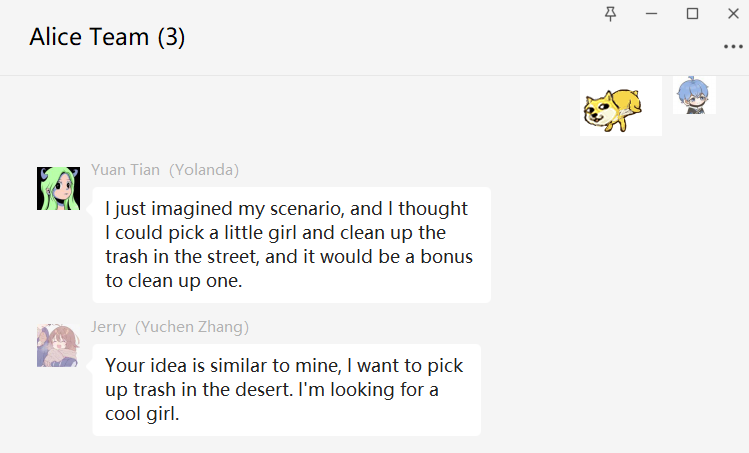 Alice Team (3)
Yuan Tian（Yolanda）
I just imagined my scenario, and I thought
I could pick a little girl and clean up the
trash in the street, and it would be a bonus
to clean up one.
Jerry（Yuchen Zhang）
Your idea is similar to mine, I want to pick
up trash in the desert. I'm looking for a
cool girl.